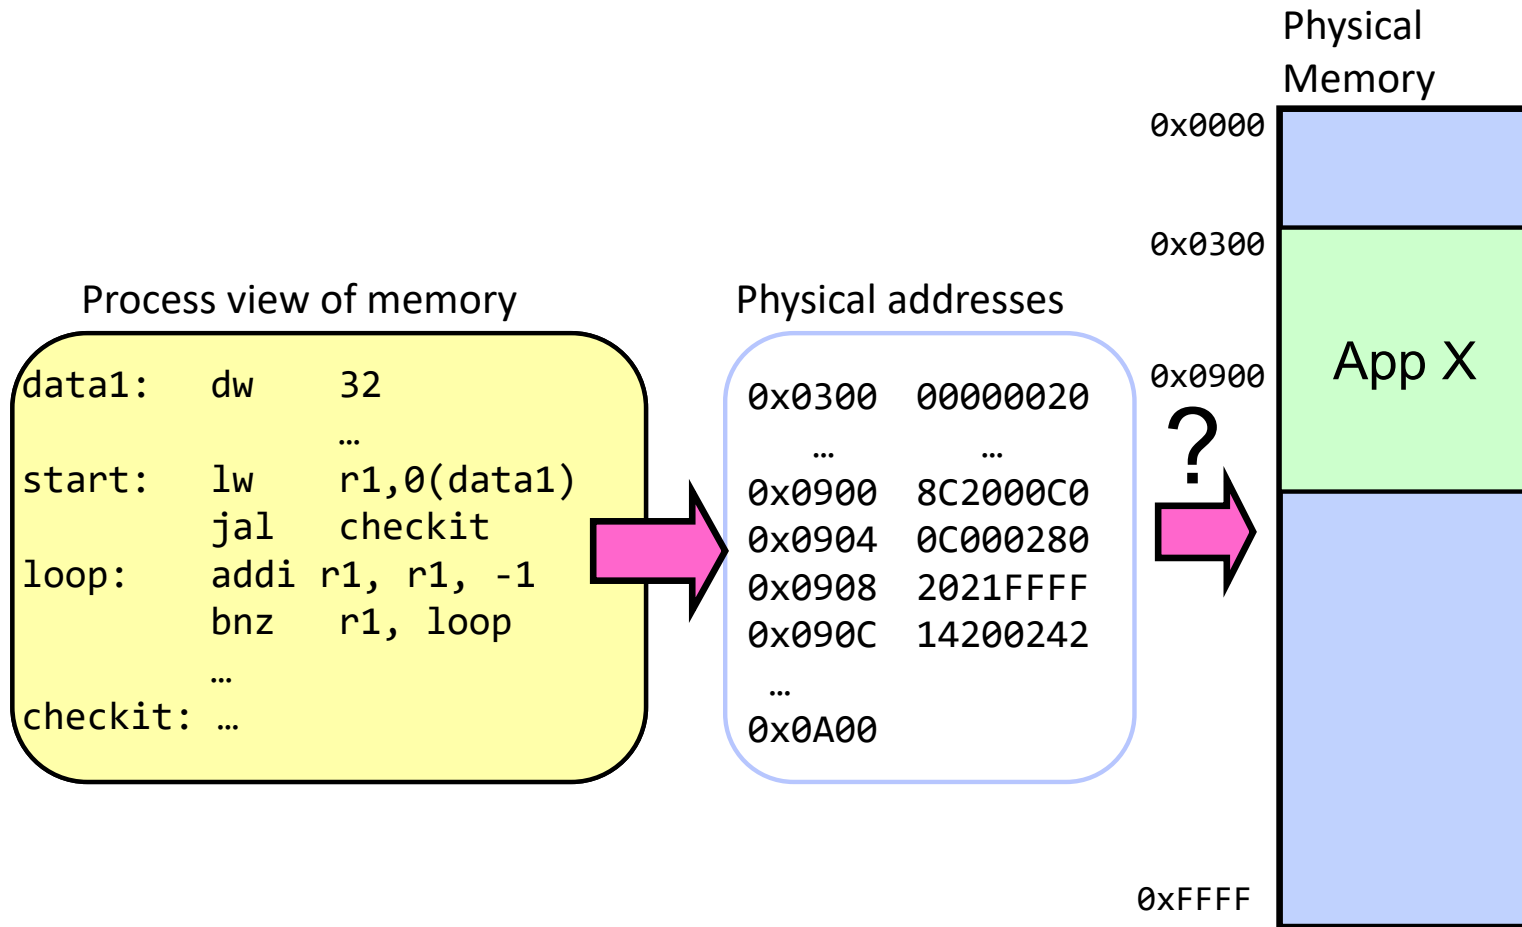 Process view of memory
data1: dw 32
…
start: lw r1,0(data1)
jal checkit
loop: addi r1, r1, -1
bnz r1, loop
…
checkit: …
Physical addresses
0x0300 00000020
… …
0x0900 8C2000C0
0x0904 0C000280
0x0908 2021FFFF
0x090C 14200242
…
0x0A00
?
Physical
Memory
0x0000
0x0300
0x0900
App X
0xFFFF